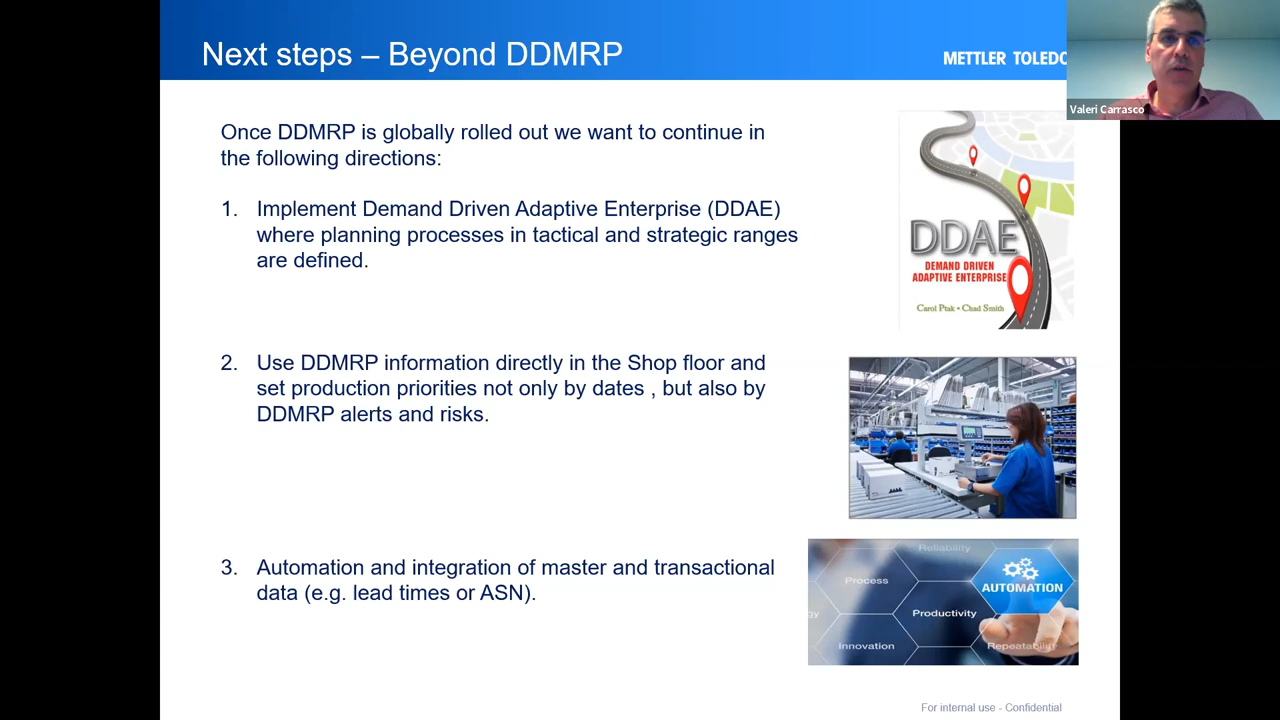 Next steps – Beyond DDMRP
METTLER TOLEDO
Valeri Carrasco
Once DDMRP is globally rolled out we want to continue in
the following directions:
1. Implement Demand Driven Adaptive Enterprise (DDAE)
where planning processes in tactical and strategic ranges
are defined.
DDAE
DEMAND DRIVEN
ADAPTIVE ENTERPRISE
Carol Ptak • Chad Smith
2. Use DDMRP information directly in the Shop floor and
set production priorities not only by dates , but also by
DDMRP alerts and risks.
3. Automation and integration of master and transactional
data (e.g. lead times or ASN).
Reliability
Process
AUTOMATION
gy
Productivity
Innovation
Repeatability
For internal use - Confidential